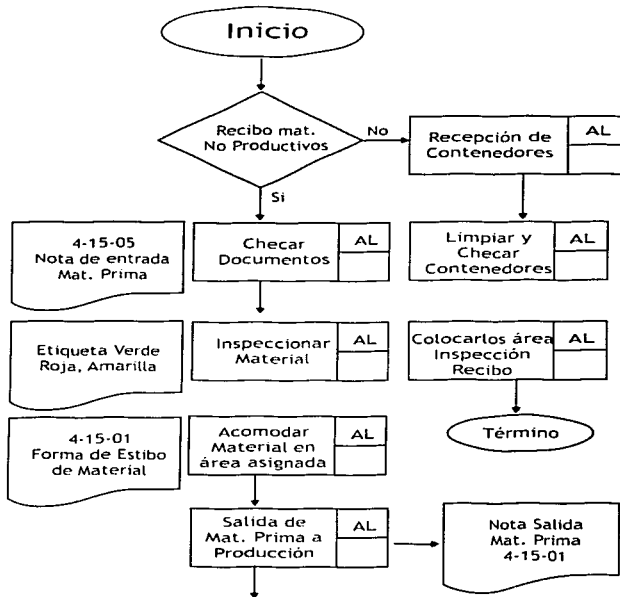 Inicio
Recibo mat.
No Productivos
No
Recepción de
Contenedores
AL
Si
4-15-05
Nota de entrada
Mat. Prima
Checar
Documentos
AL
Limpiar y
Checar
Contenedores
AL
Etiqueta Verde
Roja, Amarilla
Inspeccionar
Material
AL
Colocarlos área
Inspección
Recibo
AL
4-15-01
Forma de Estibo
de Material
Acomodar
Material en
área asignada
AL
Término
Salida de
Mat. Prima a
Producción
AL
Nota Salida
Mat. Prima
4-15-01